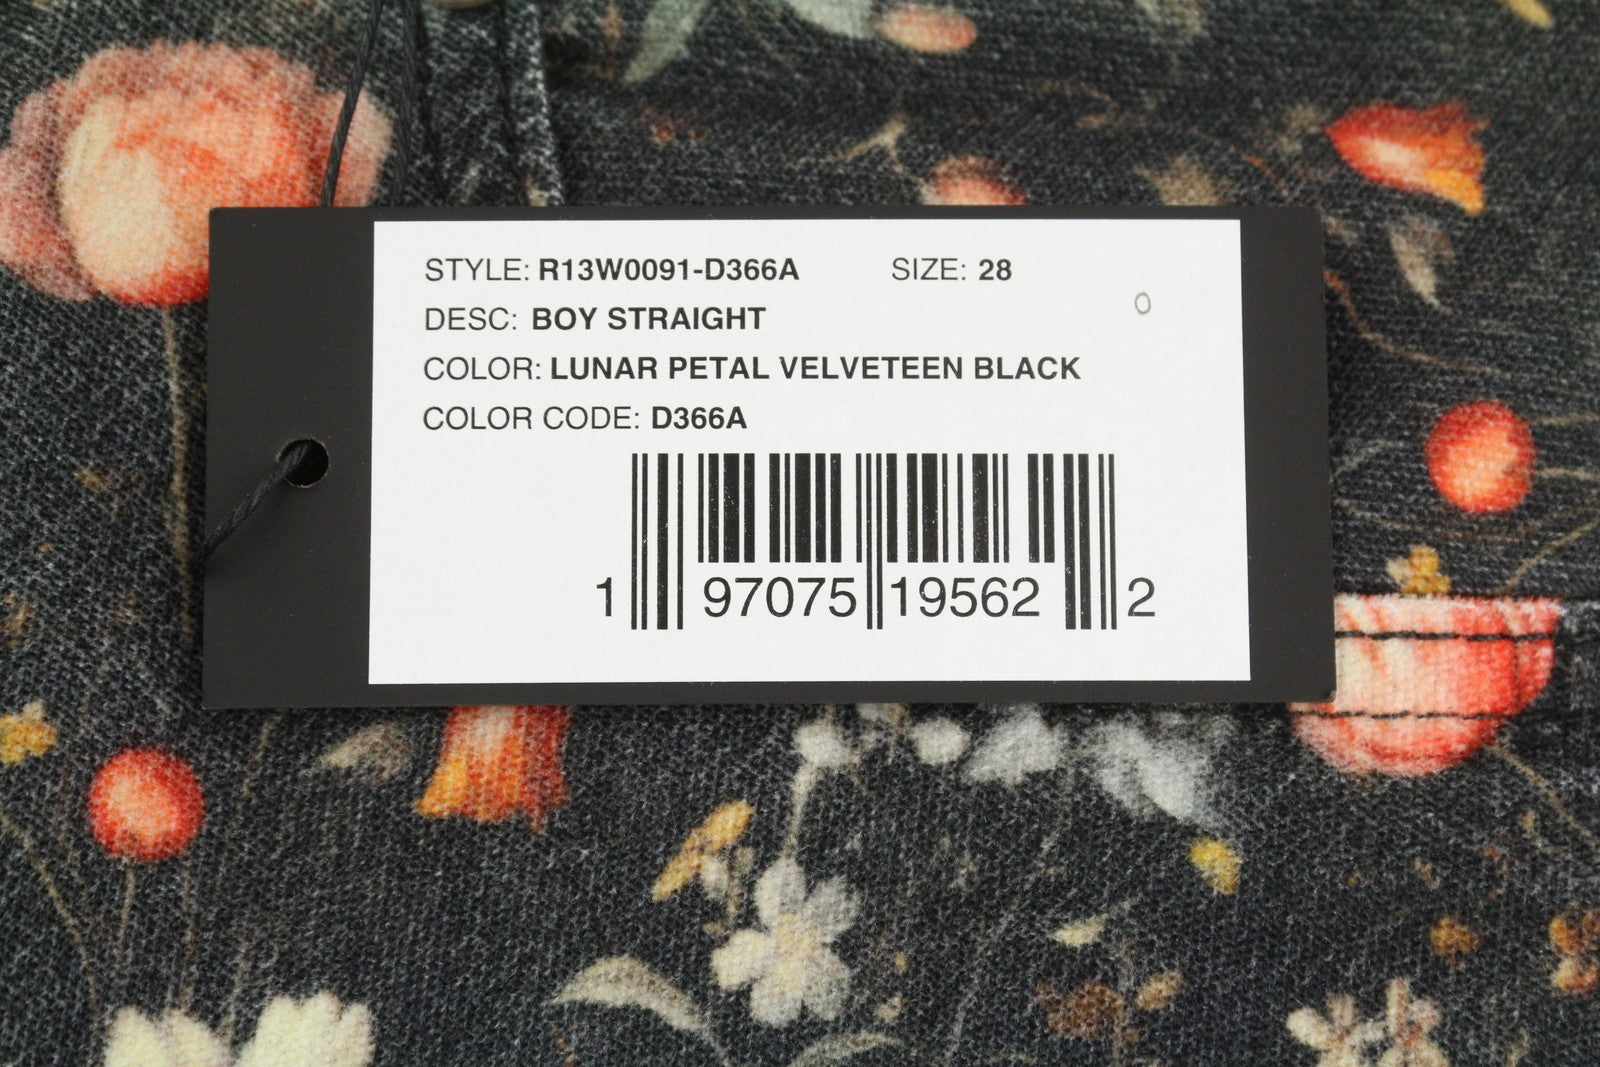 STYLE: R13W0091-D366A SIZE: 28
0
DESC: BOY STRAIGHT
COLOR: LUNAR PETAL VELVETEEN BLACK
COLOR CODE: D366A
1 97075 19562 2